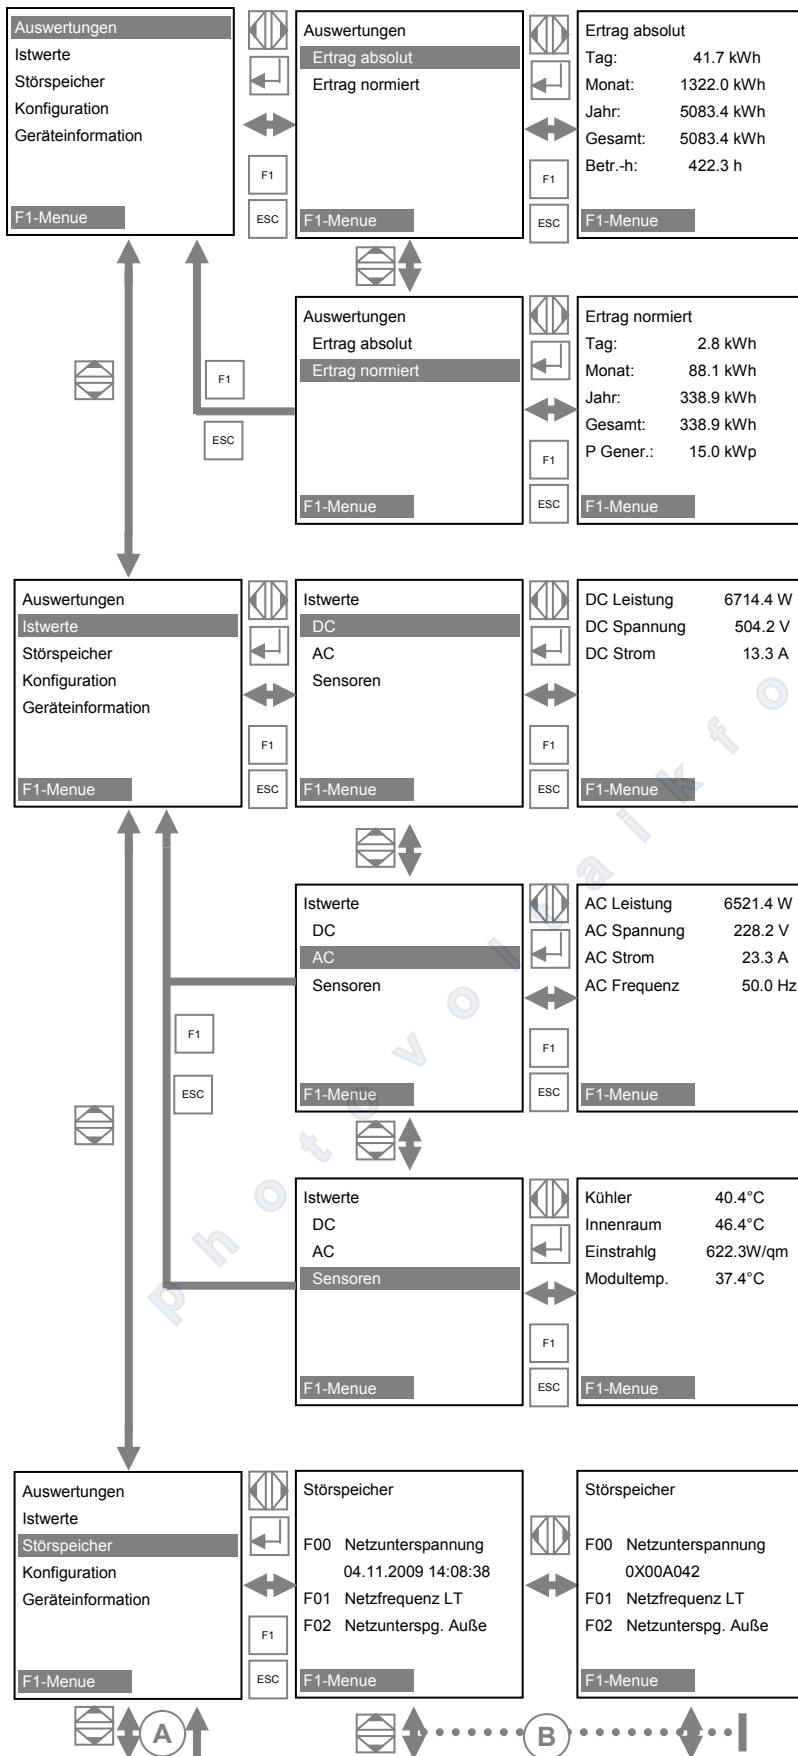 Auswertungen
Istwerte
Störspeicher
Konfiguration
Geräteinformation
F1-Menue
F1
ESC
Auswertungen
Ertrag absolut
Ertrag normiert
F1-Menue
F1
ESC
Ertrag absolut
Tag: 41.7 kWh
Monat: 1322.0 kWh
Jahr: 5083.4 kWh
Gesamt: 5083.4 kWh
Betr.-h: 422.3 h
F1-Menue
F1
ESC
Auswertungen
Ertrag absolut
Ertrag normiert
F1-Menue
F1
ESC
Ertrag normiert
Tag: 2.8 kWh
Monat: 88.1 kWh
Jahr: 338.9 kWh
Gesamt: 338.9 kWh
P Gener.: 15.0 kWp
F1-Menue
Auswertungen
Istwerte
Störspeicher
Konfiguration
Geräteinformation
F1-Menue
F1
ESC
Istwerte
DC
AC
Sensoren
F1-Menue
F1
ESC
DC Leistung 6714.4 W
DC Spannung 504.2 V
DC Strom 13.3 A
F1-Menue
F1
ESC
Istwerte
DC
AC
Sensoren
F1-Menue
F1
ESC
AC Leistung 6521.4 W
AC Spannung 228.2 V
AC Strom 23.3 A
AC Frequenz 50.0 Hz
F1-Menue
Istwerte
DC
AC
Sensoren
F1-Menue
F1
ESC
Kühler 40.4°C
Innenraum 46.4°C
Einstrahlg 622.3W/qm
Modultemp. 37.4°C
F1-Menue
Auswertungen
Istwerte
Störspeicher
Konfiguration
Geräteinformation
F1-Menue
F1
ESC
Störspeicher
F00 Netzunterspannung
04.11.2009 14:08:38
F01 Netzfrequenz LT
F02 Netzunterspg. Auße
F1-Menue
Störspeicher
F00 Netzunterspannung
0X00A042
F01 Netzfrequenz LT
F02 Netzunterspg. Auße
F1-Menue
A
B
photovoltaikfo